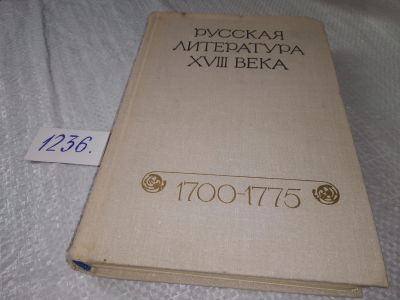 РУССКАЯ
ЛИТЕРАТУРА
XVIII ВЕКА
1236.
1700-1775